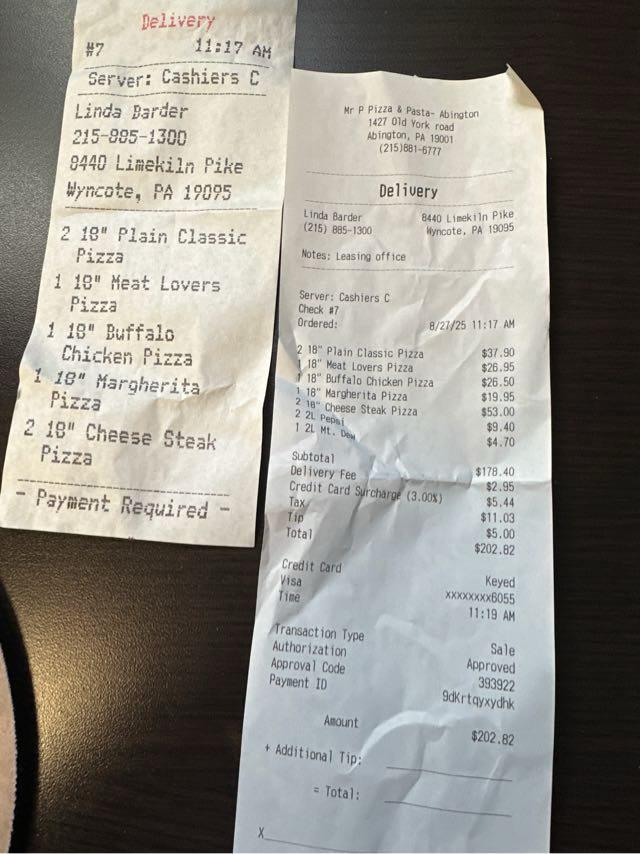 Delivery
#7 11:17 AM
Server: Cashiers C
Linda Barder
215-885-1300
8440 Limekiln Pike
Wyncote, PA 19095
2 18" Plain Classic
Pizza
1 18" Meat Lovers
Pizza
1 18" Buffalo
Chicken Pizza
1 18" Margherita
Pizza
2 18" Cheese Steak
Pizza
- Payment Required -
Mr P Pizza & Pasta- Abington
1427 Old York road
Abington, PA 19001
(215)881-6777
Delivery
Linda Barder 8440 Limekiln Pike
(215) 885-1300 Wyncote, PA 19095
Notes: Leasing office
Server: Cashiers C
Check #7
Ordered: 8/27/25 11:17 AM
2 18" Plain Classic Pizza $37.90
1 18" Meat Lovers Pizza $26.95
1 18" Buffalo Chicken Pizza $26.50
1 18" Margherita Pizza $19.95
2 18" Cheese Steak Pizza $53.00
2 2L Pepsi $9.40
1 2L Mt. Dew $4.70
Subtotal $178.40
Delivery Fee $2.95
Credit Card Surcharge (3.00%) $5.44
Tax $11.03
Tip $5.00
Total $202.82
Credit Card Keyed
Visa xxxxxxxx6055
Time 11:19 AM
Transaction Type Sale
Authorization Approved
Approval Code 393922
Payment ID 9dKrtqyxydhk
Amount $202.82
+ Additional Tip:
= Total:
X